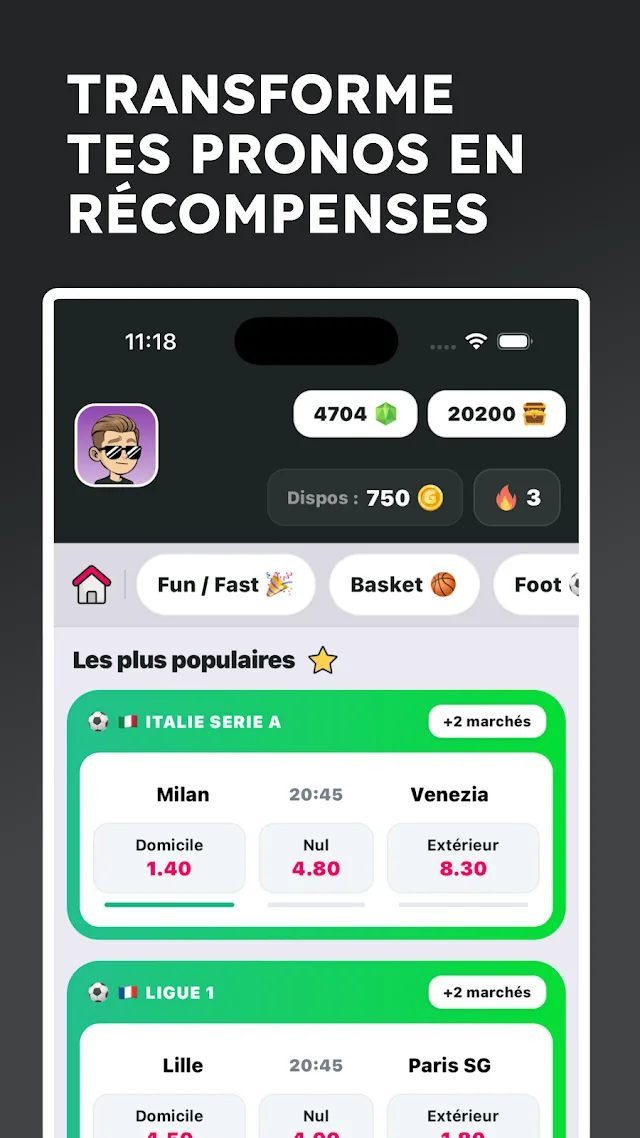 TRANSFORME
TES PRONOS EN
RÉCOMPENSES
11:18
4704
20200
Dispos : 750
3
Fun / Fast
Basket
Foot
Les plus populaires
ITALIE SERIE A
+2 marchés
Milan
20:45
Venezia
Domicile
Nul
Extérieur
1.40
4.80
8.30
LIGUE 1
+2 marchés
Lille
20:45
Paris SG
Domicile
Nul
Extérieur